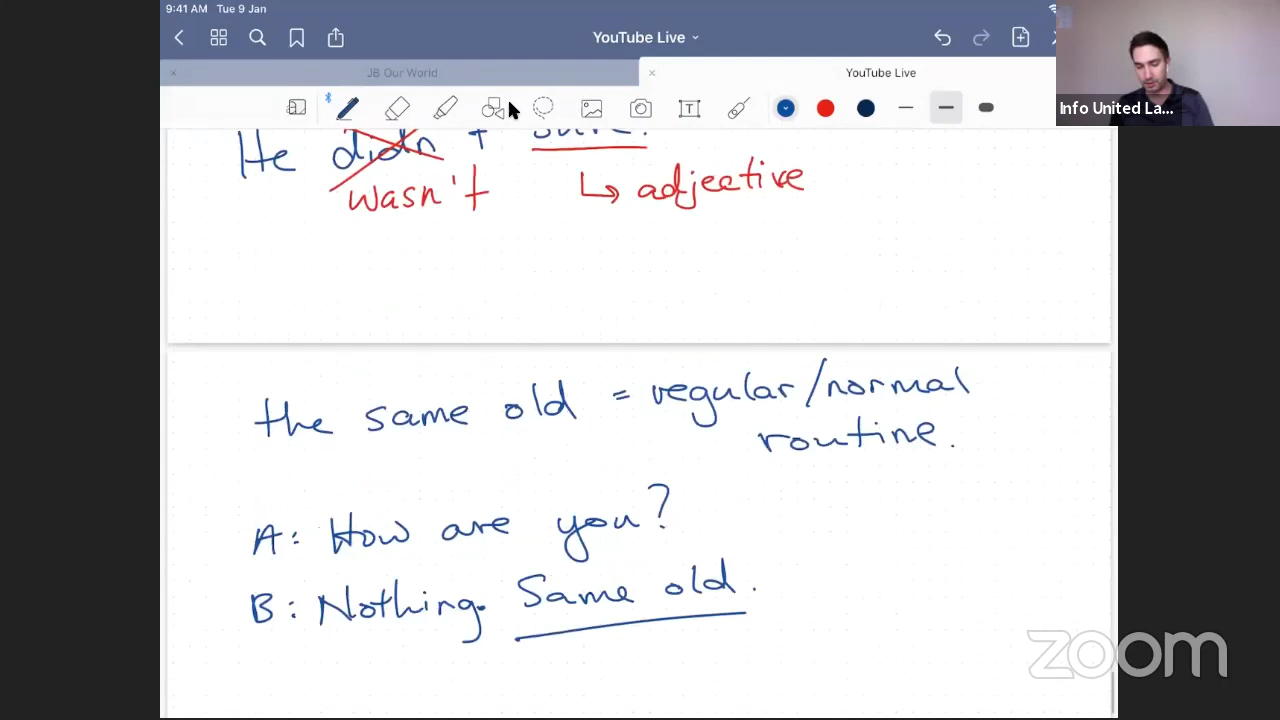 9:41 AM Tue 9 Jan
YouTube Live
JB Our World
YouTube Live
Info United La...
He didn't sure.
wasn't ↳ adjective
the same old = regular/normal
routine.
A: How are you?
B: Nothing. Same old.
zoom